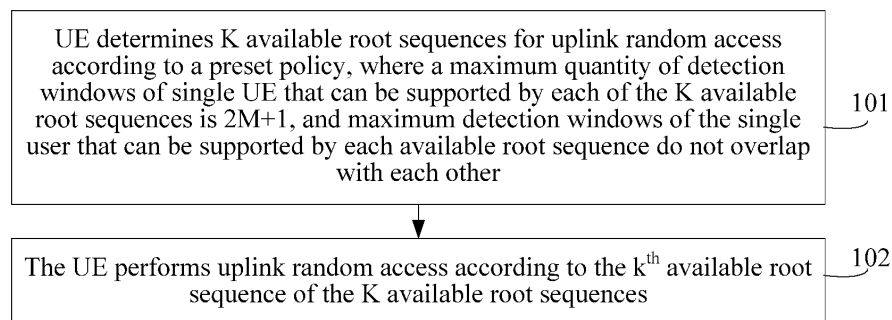 UE determines K available root sequences for uplink random access
according to a preset policy, where a maximum quantity of detection
windows of single UE that can be supported by each of the K available
root sequences is 2M+1, and maximum detection windows of the single
user that can be supported by each available root sequence do not overlap
with each other
101
The UE performs uplink random access according to the kth available root
sequence of the K available root sequences
102